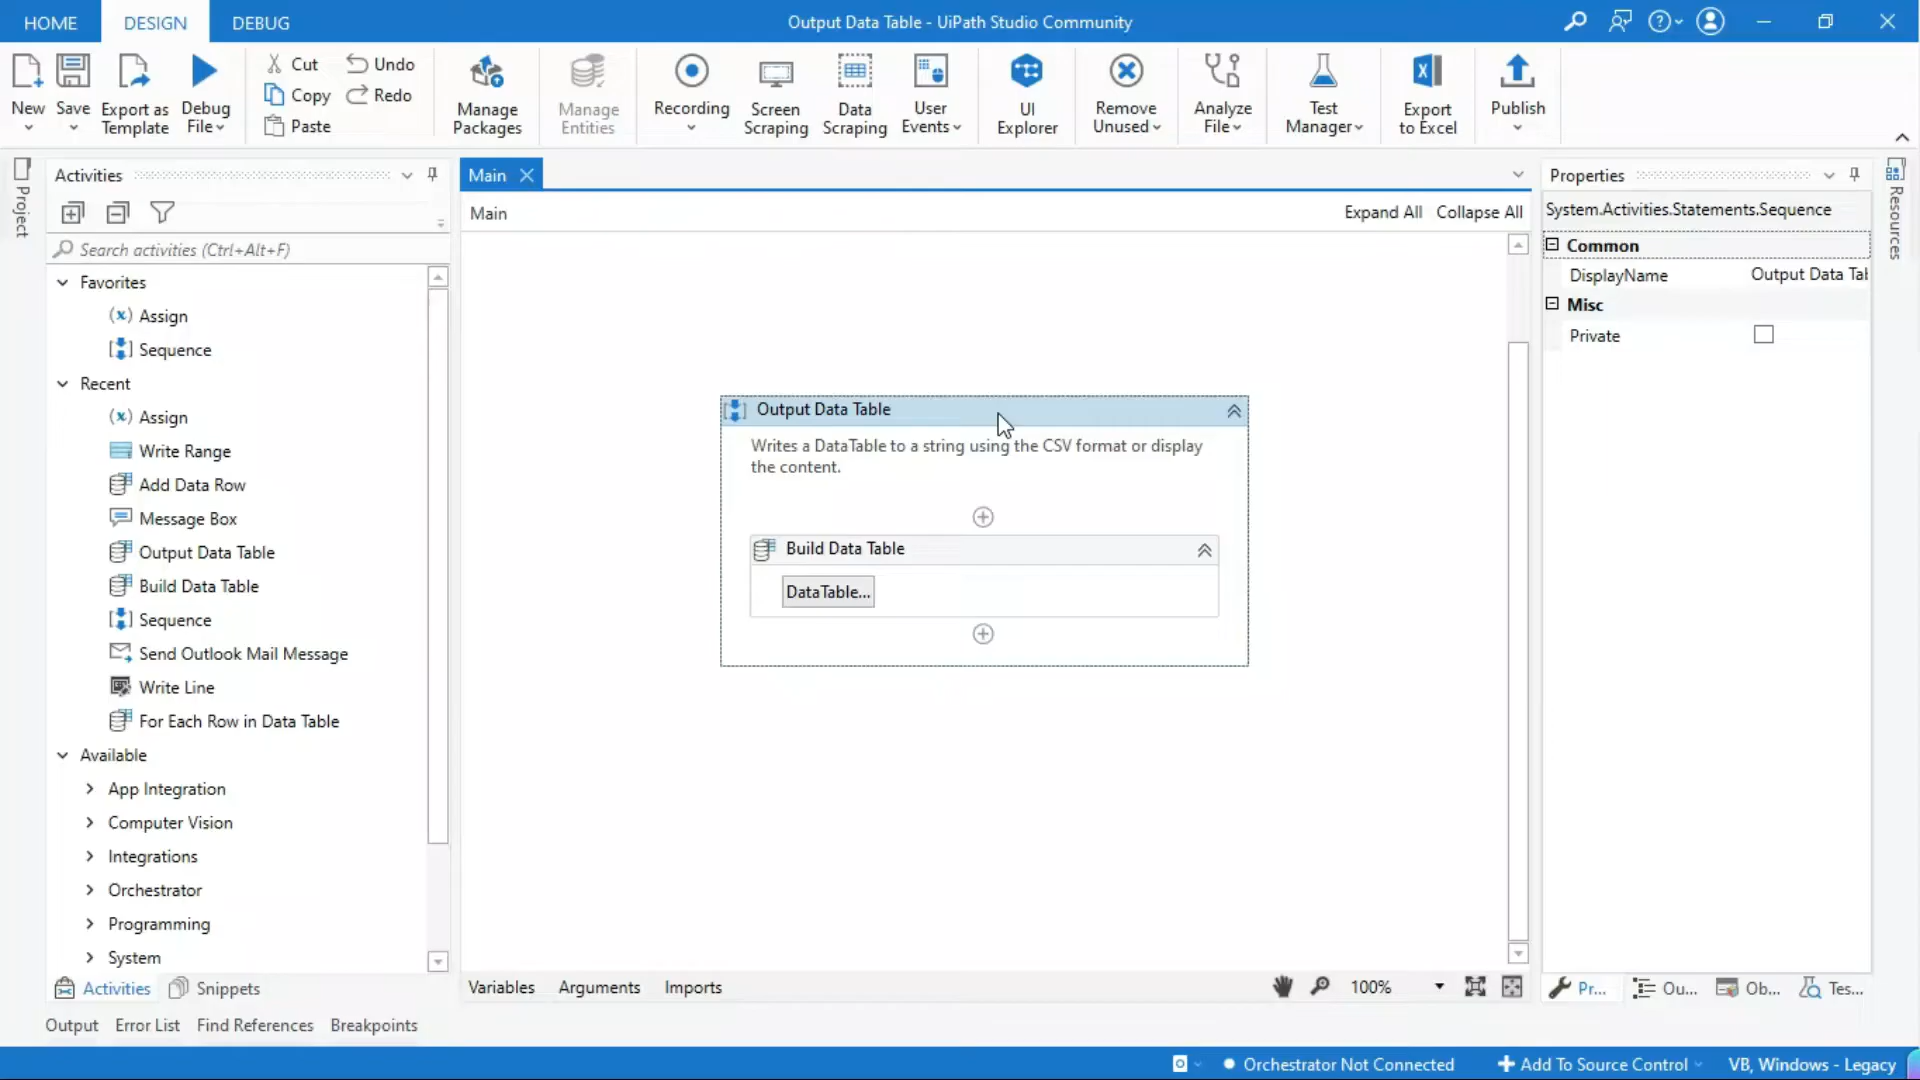 HOME
DESIGN
DEBUG
Output Data Table - UiPath Studio Community
New
Save
Export as
Template
Debug
File
Cut
Copy
Paste
Undo
Redo
Manage
Packages
Manage
Entities
Recording
Screen
Scraping
Data
Scraping
User
Events
UI
Explorer
Remove
Unused
Analyze
File
Test
Manager
Export
to Excel
Publish
Project
Activities
Search activities (Ctrl+Alt+F)
Favorites
Assign
Sequence
Recent
Assign
Write Range
Add Data Row
Message Box
Output Data Table
Build Data Table
Sequence
Send Outlook Mail Message
Write Line
For Each Row in Data Table
Available
App Integration
Computer Vision
Integrations
Orchestrator
Programming
System
Activities
Snippets
Main
Main
Expand All
Collapse All
Output Data Table
Writes a DataTable to a string using the CSV format or display
the content.
Build Data Table
DataTable...
Variables
Arguments
Imports
100%
Properties
System.Activities.Statements.Sequence
Common
DisplayName
Output Data Tal
Misc
Private
Resources
Pr...
Ou...
Ob...
Tes...
Output
Error List
Find References
Breakpoints
Orchestrator Not Connected
Add To Source Control
VB, Windows - Legacy